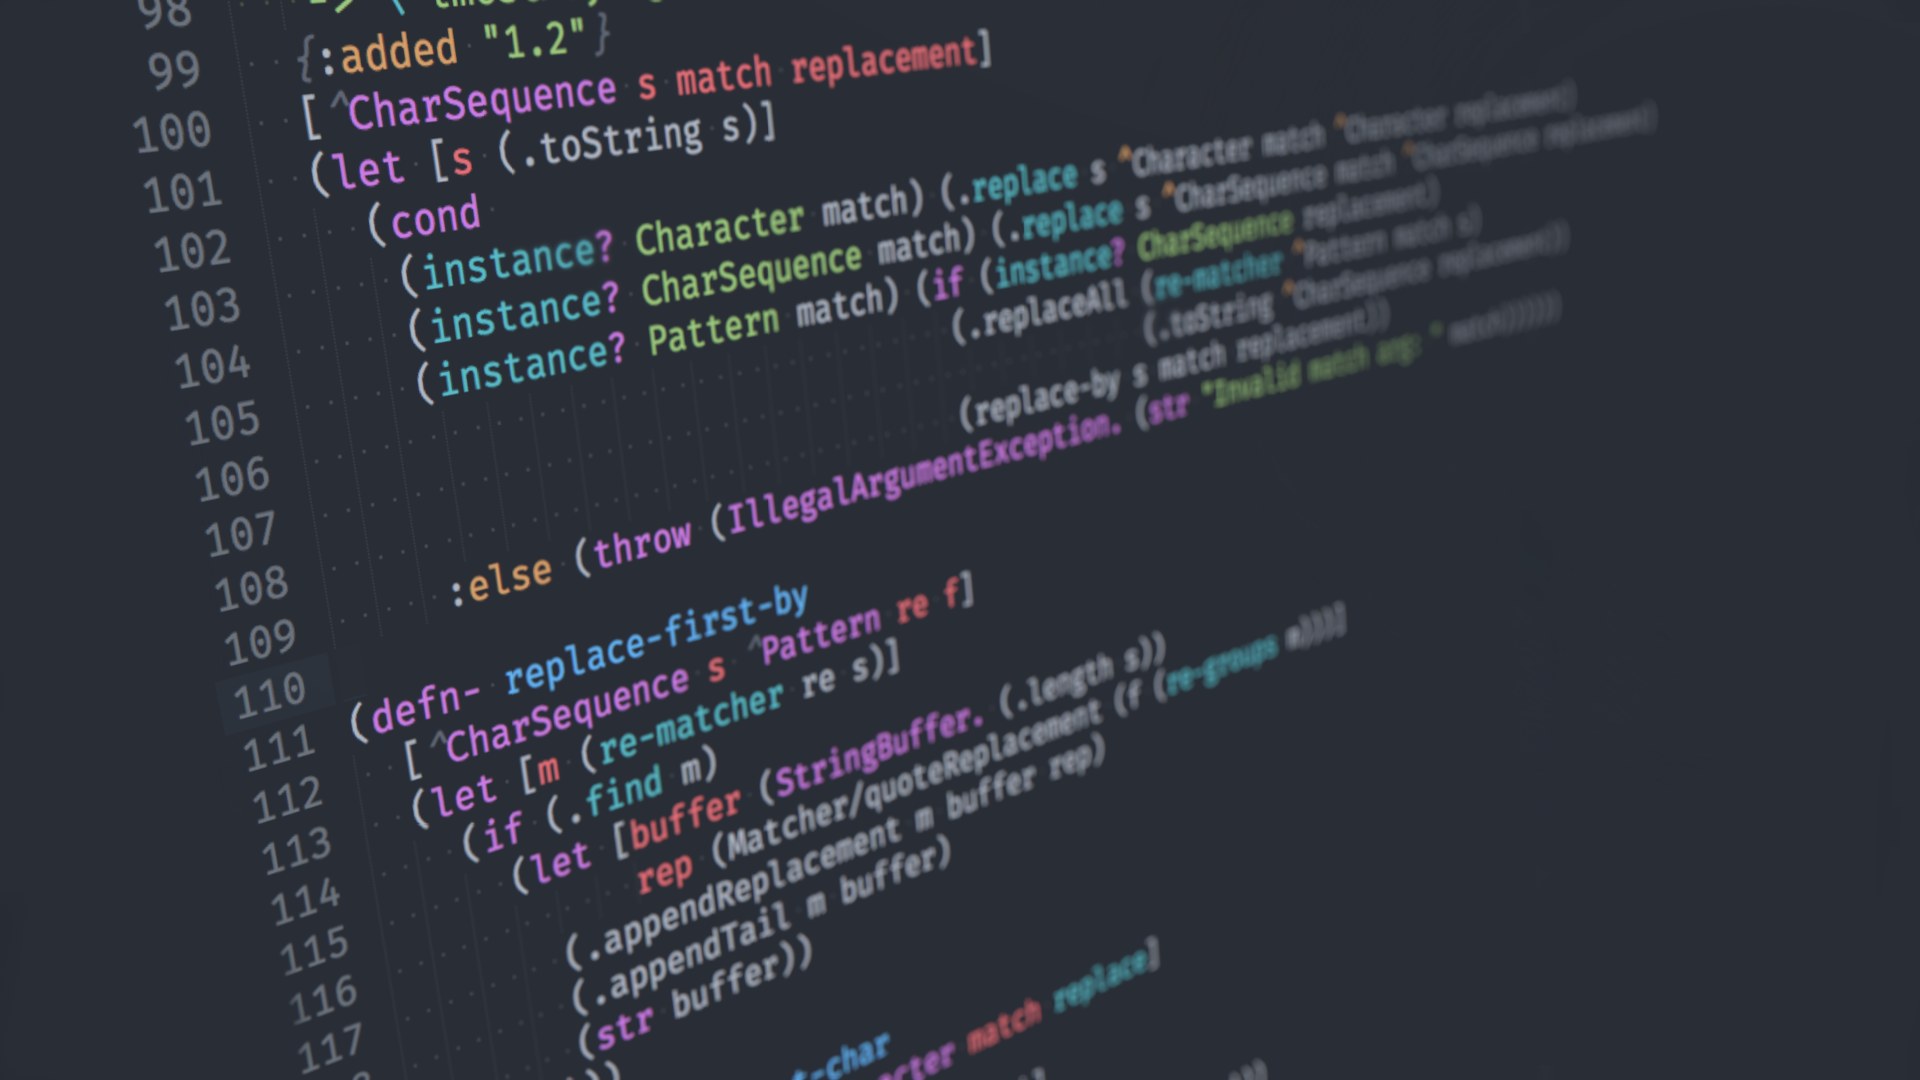 98
99 {:added "1.2"}
100 [^CharSequence s match replacement]
101 (let [s (.toString s)]
102 (cond
103 (instance? Character match) (.replace s ^Character match ^Character replacement)
104 (instance? CharSequence match) (.replace s ^CharSequence match ^CharSequence replacement)
105 (instance? Pattern match) (if (instance? CharSequence replacement)
106 (.replaceAll (re-matcher ^Pattern match s)
107 (.toString ^CharSequence replacement))
108 (replace-by s match replacement))
109 :else (throw (IllegalArgumentException. (str "Invalid match arg: " match))))))
110
111 (defn- replace-first-by
112 [^CharSequence s ^Pattern re f]
113 (let [m (re-matcher re s)]
114 (if (.find m)
115 (let [buffer (StringBuffer. (.length s))
116 rep (Matcher/quoteReplacement (f (re-groups m)))]
117 (.appendReplacement m buffer rep)
(.appendTail m buffer)
(str buffer))
-char
match replace]